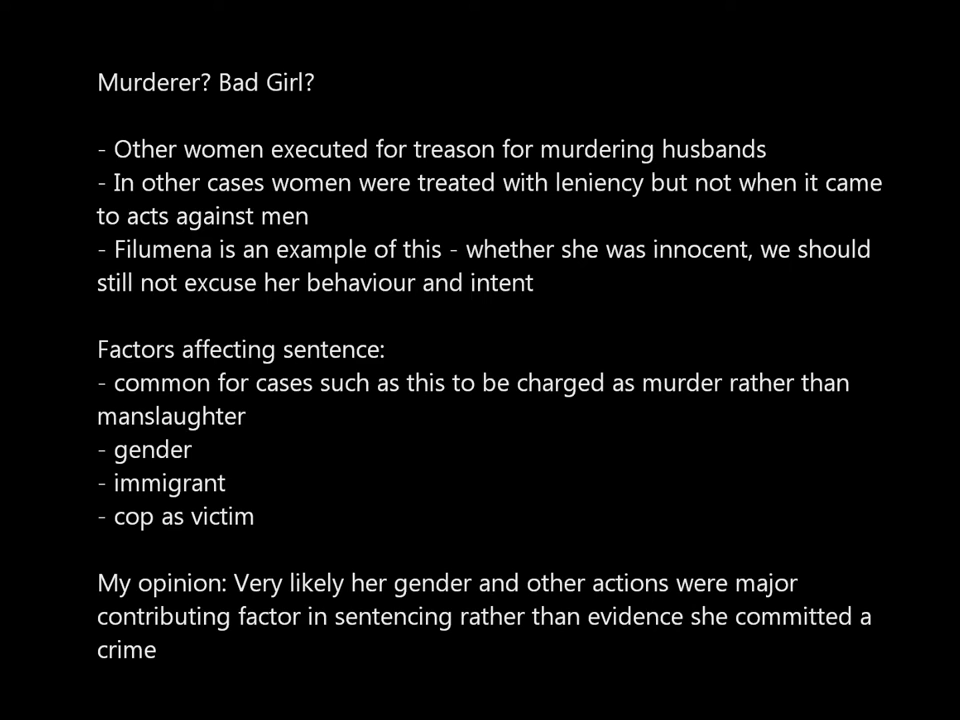 Murderer? Bad Girl?
- Other women executed for treason for murdering husbands
- In other cases women were treated with leniency but not when it came
to acts against men
- Filumena is an example of this - whether she was innocent, we should
still not excuse her behaviour and intent
Factors affecting sentence:
- common for cases such as this to be charged as murder rather than
manslaughter
- gender
- immigrant
- cop as victim
My opinion: Very likely her gender and other actions were major
contributing factor in sentencing rather than evidence she committed a
crime